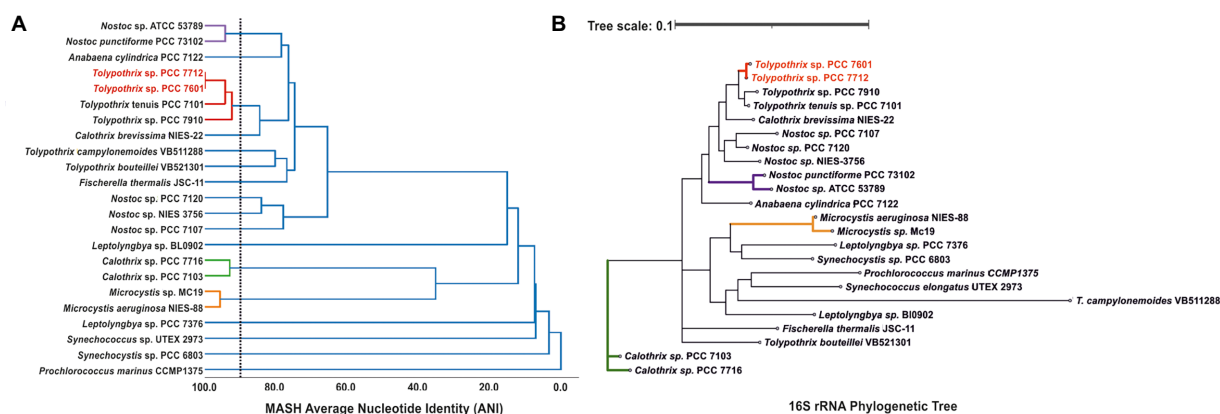 A
Nostoc sp. ATCC 53789
Nostoc punctiforme PCC 73102
Anabaena cylindrica PCC 7122
Tolypothrix sp. PCC 7712
Tolypothrix sp. PCC 7601
Tolypothrix tenuis PCC 7101
Tolypothrix sp. PCC 7910
Calothrix brevissima NIES-22
Tolypothrix campylonemoides VB511288
Tolypothrix bouteillei VB521301
Fischerella thermalis JSC-11
Nostoc sp. PCC 7120
Nostoc sp. NIES 3756
Nostoc sp. PCC 7107
Leptolyngbya sp. BL0902
Calothrix sp. PCC 7716
Calothrix sp. PCC 7103
Microcystis sp. MC19
Microcystis aeruginosa NIES-88
Leptolyngbya sp. PCC 7376
Synechococcus sp. UTEX 2973
Synechocystis sp. PCC 6803
Prochlorococcus marinus CCMP1375
100.0 80.0 60.0 40.0 20.0 0.0
MASH Average Nucleotide Identity (ANI)
B
Tree scale: 0.1
Tolypothrix sp. PCC 7601
Tolypothrix sp. PCC 7712
Tolypothrix sp. PCC 7910
Tolypothrix tenuis sp. PCC 7101
Calothrix brevissima NIES-22
Nostoc sp. PCC 7107
Nostoc sp. PCC 7120
Nostoc sp. NIES-3756
Nostoc punctiforme PCC 73102
Nostoc sp. ATCC 53789
Anabaena cylindrica PCC 7122
Microcystis aeruginosa NIES-88
Microcystis sp. Mc19
Leptolyngbya sp. PCC 7376
Synechocystis sp. PCC 6803
Prochlorococcus marinus CCMP1375
Synechococcus elongatus UTEX 2973
T. campylonemoides VB511288
Leptolyngbya sp. Bl0902
Fischerella thermalis JSC-11
Tolypothrix bouteillei VB521301
Calothrix sp. PCC 7103
Calothrix sp. PCC 7716
16S rRNA Phylogenetic Tree